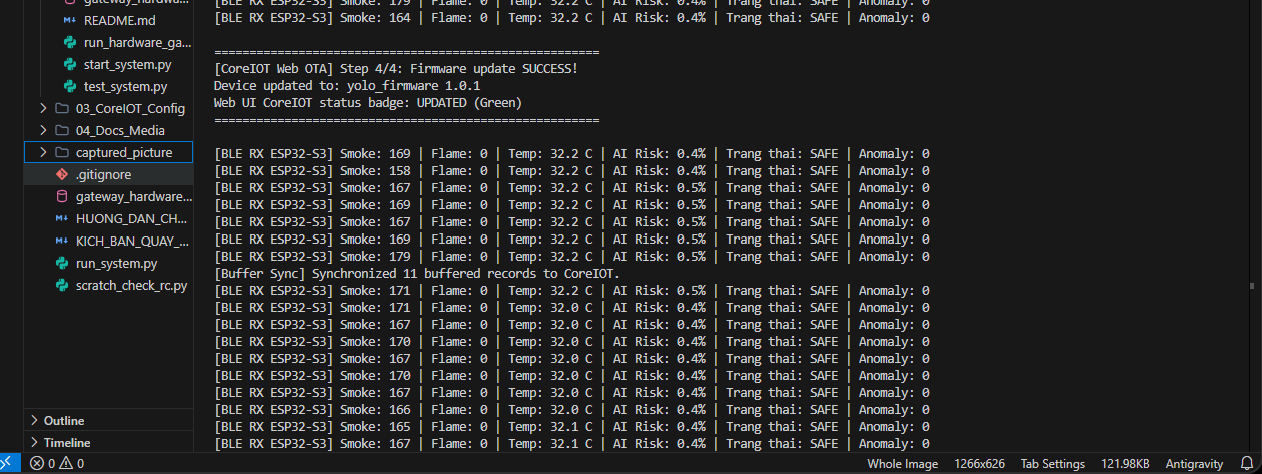 gateway_hardwa...
README.md
run_hardware_ga...
start_system.py
test_system.py
03_CoreIOT_Config
04_Docs_Media
captured_picture
.gitignore
gateway_hardware...
HUONG_DAN_CH...
KICH_BAN_QUAY_...
run_system.py
scratch_check_rc.py
Outline
Timeline
[BLE RX ESP32-S3] Smoke: 179 | Flame: 0 | Temp: 32.2 C | AI Risk: 0.4% | Trang thai: SAFE | Anomaly: 0
[BLE RX ESP32-S3] Smoke: 164 | Flame: 0 | Temp: 32.2 C | AI Risk: 0.4% | Trang thai: SAFE | Anomaly: 0
=======================================================
[CoreIOT Web OTA] Step 4/4: Firmware update SUCCESS!
Device updated to: yolo_firmware 1.0.1
Web UI CoreIOT status badge: UPDATED (Green)
=======================================================
[BLE RX ESP32-S3] Smoke: 169 | Flame: 0 | Temp: 32.2 C | AI Risk: 0.4% | Trang thai: SAFE | Anomaly: 0
[BLE RX ESP32-S3] Smoke: 158 | Flame: 0 | Temp: 32.2 C | AI Risk: 0.4% | Trang thai: SAFE | Anomaly: 0
[BLE RX ESP32-S3] Smoke: 167 | Flame: 0 | Temp: 32.2 C | AI Risk: 0.5% | Trang thai: SAFE | Anomaly: 0
[BLE RX ESP32-S3] Smoke: 169 | Flame: 0 | Temp: 32.2 C | AI Risk: 0.5% | Trang thai: SAFE | Anomaly: 0
[BLE RX ESP32-S3] Smoke: 167 | Flame: 0 | Temp: 32.2 C | AI Risk: 0.5% | Trang thai: SAFE | Anomaly: 0
[BLE RX ESP32-S3] Smoke: 169 | Flame: 0 | Temp: 32.2 C | AI Risk: 0.5% | Trang thai: SAFE | Anomaly: 0
[BLE RX ESP32-S3] Smoke: 179 | Flame: 0 | Temp: 32.2 C | AI Risk: 0.5% | Trang thai: SAFE | Anomaly: 0
[Buffer Sync] Synchronized 11 buffered records to CoreIOT.
[BLE RX ESP32-S3] Smoke: 171 | Flame: 0 | Temp: 32.2 C | AI Risk: 0.5% | Trang thai: SAFE | Anomaly: 0
[BLE RX ESP32-S3] Smoke: 171 | Flame: 0 | Temp: 32.0 C | AI Risk: 0.4% | Trang thai: SAFE | Anomaly: 0
[BLE RX ESP32-S3] Smoke: 167 | Flame: 0 | Temp: 32.0 C | AI Risk: 0.4% | Trang thai: SAFE | Anomaly: 0
[BLE RX ESP32-S3] Smoke: 170 | Flame: 0 | Temp: 32.0 C | AI Risk: 0.4% | Trang thai: SAFE | Anomaly: 0
[BLE RX ESP32-S3] Smoke: 167 | Flame: 0 | Temp: 32.0 C | AI Risk: 0.4% | Trang thai: SAFE | Anomaly: 0
[BLE RX ESP32-S3] Smoke: 170 | Flame: 0 | Temp: 32.0 C | AI Risk: 0.4% | Trang thai: SAFE | Anomaly: 0
[BLE RX ESP32-S3] Smoke: 167 | Flame: 0 | Temp: 32.0 C | AI Risk: 0.4% | Trang thai: SAFE | Anomaly: 0
[BLE RX ESP32-S3] Smoke: 166 | Flame: 0 | Temp: 32.0 C | AI Risk: 0.4% | Trang thai: SAFE | Anomaly: 0
[BLE RX ESP32-S3] Smoke: 165 | Flame: 0 | Temp: 32.1 C | AI Risk: 0.4% | Trang thai: SAFE | Anomaly: 0
[BLE RX ESP32-S3] Smoke: 167 | Flame: 0 | Temp: 32.1 C | AI Risk: 0.4% | Trang thai: SAFE | Anomaly: 0
0 0 Whole Image 1266x626 Tab Settings 121.98KB Antigravity